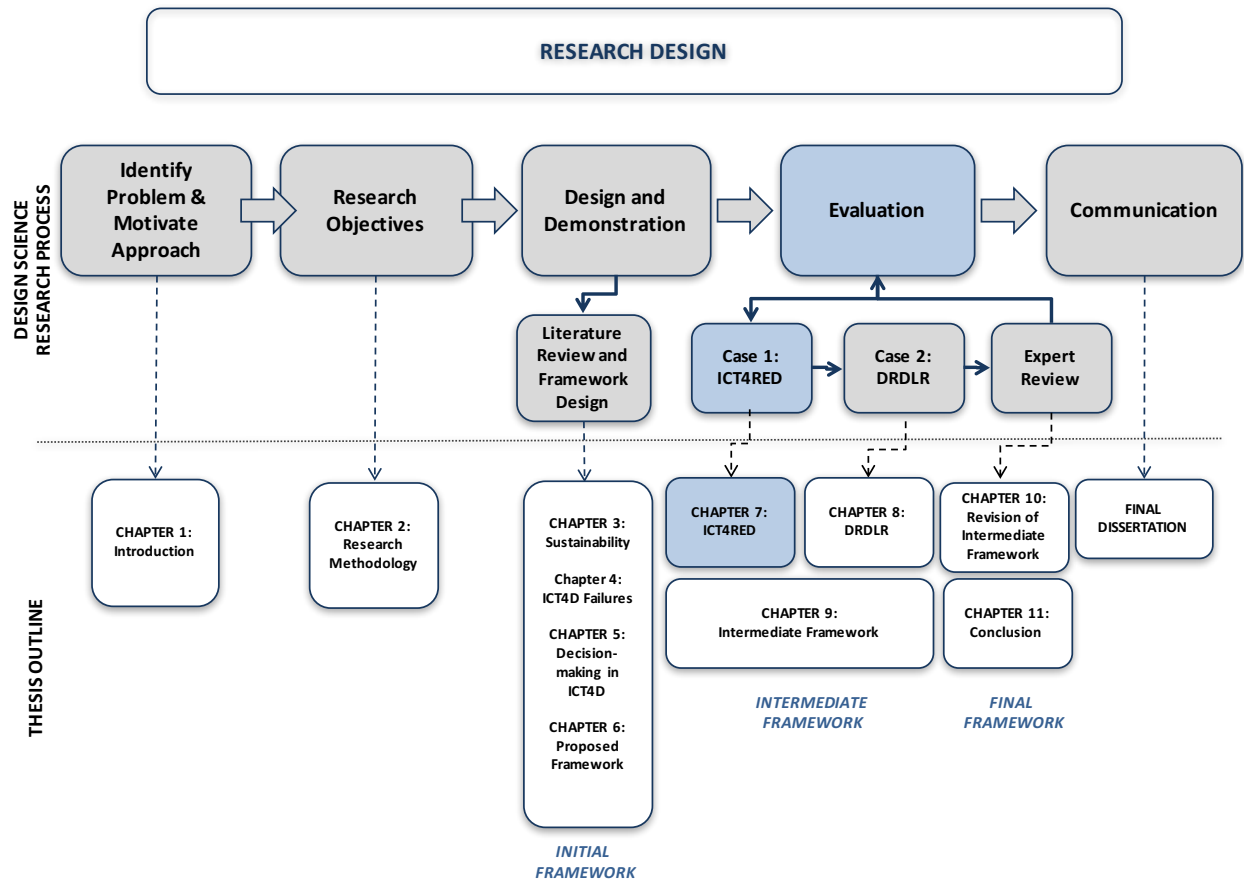 RESEARCH DESIGN
DESIGN SCIENCE
RESEARCH PROCESS
Identify
Problem &
Motivate
Approach
Research
Objectives
Design and
Demonstration
Evaluation
Communication
Literature
Review and
Framework
Design
Case 1:
ICT4RED
Case 2:
DRDLR
Expert
Review
THESIS OUTLINE
CHAPTER 1:
Introduction
CHAPTER 2:
Research
Methodology
CHAPTER 3:
Sustainability
Chapter 4:
ICT4D Failures
CHAPTER 5:
Decision-
making in
ICT4D
CHAPTER 6:
Proposed
Framework
INITIAL
FRAMEWORK
CHAPTER 7:
ICT4RED
CHAPTER 8:
DRDLR
CHAPTER 9:
Intermediate Framework
INTERMEDIATE
FRAMEWORK
CHAPTER 10:
Revision of
Intermediate
Framework
CHAPTER 11:
Conclusion
FINAL
FRAMEWORK
FINAL
DISSERTATION